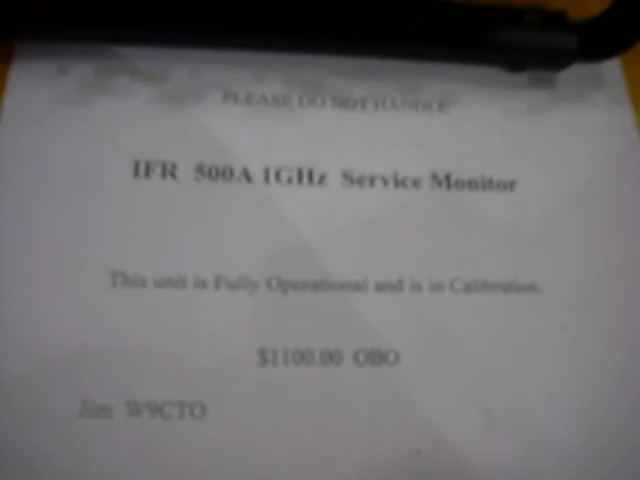 PLEASE DO NOT HANDLE
IFR 500A 1GHz Service Monitor
This unit is Fully Operational and is in Calibration.
$1100.00 OBO
Jim W9CTO